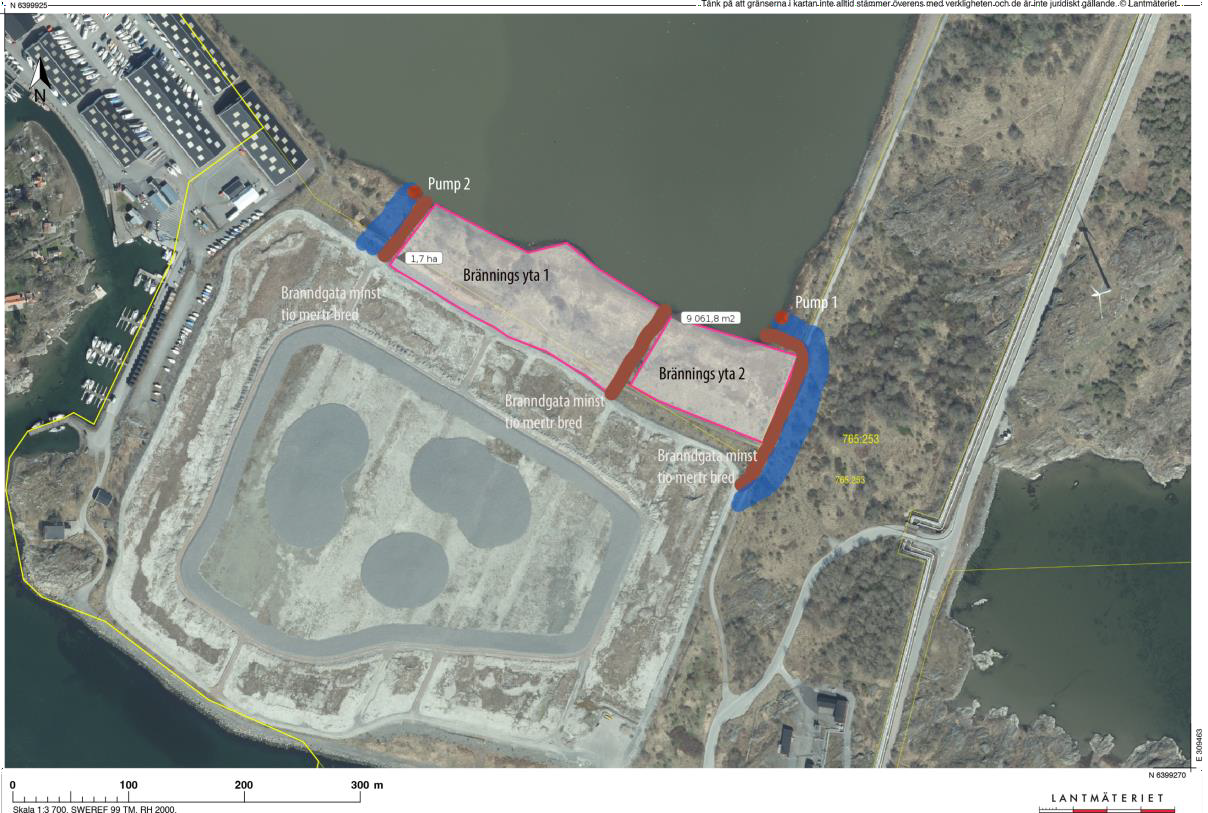 N 6399925
Tänk på att gränserna i kartan inte alltid stämmer överens med verkligheten och de är inte juridiskt gällande. © Lantmäteriet
N
Pump 2
1,7 ha
Brännings yta 1
Branndgata minst
tio mertr bred
Pump 1
9 061,8 m2
Brännings yta 2
Branndgata minst
tio mertr bred
765:253
Branndgata minst
tio mertr bred
765:253
E 309463
N 6399270
0 100 200 300 m
Skala 1:3 700, SWEREF 99 TM, RH 2000.
LANTMÄTERIET